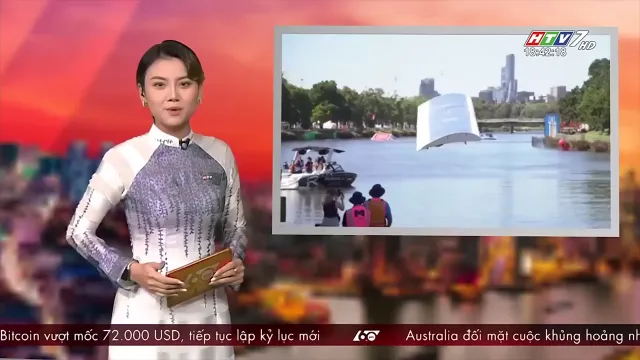 HTV7 HD
18:42:18
Bitcoin vượt mốc 72.000 USD, tiếp tục lập kỷ lục mới
60
Australia đối mặt cuộc khủng hoảng nh